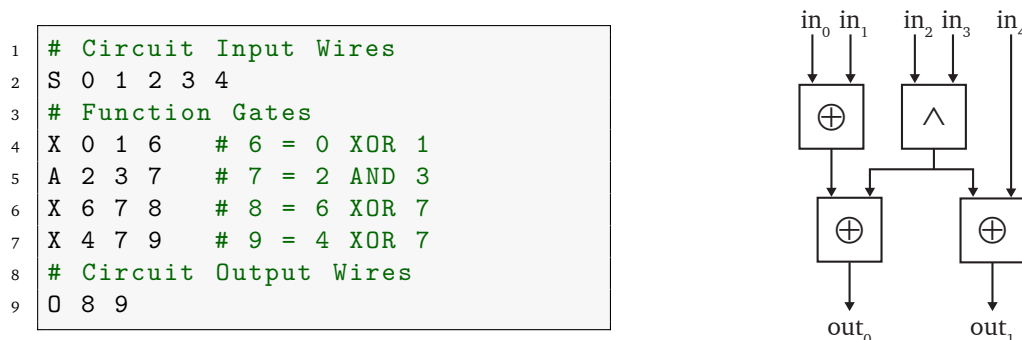 1 # Circuit Input Wires
2 S 0 1 2 3 4
3 # Function Gates
4 X 0 1 6 # 6 = 0 XOR 1
5 A 2 3 7 # 7 = 2 AND 3
6 X 6 7 8 # 8 = 6 XOR 7
7 X 4 7 9 # 9 = 4 XOR 7
8 # Circuit Output Wires
9 O 8 9
in₀ in₁ in₂ in₃ in₄
⊕ ∧
⊕ ⊕
out₀ out₁